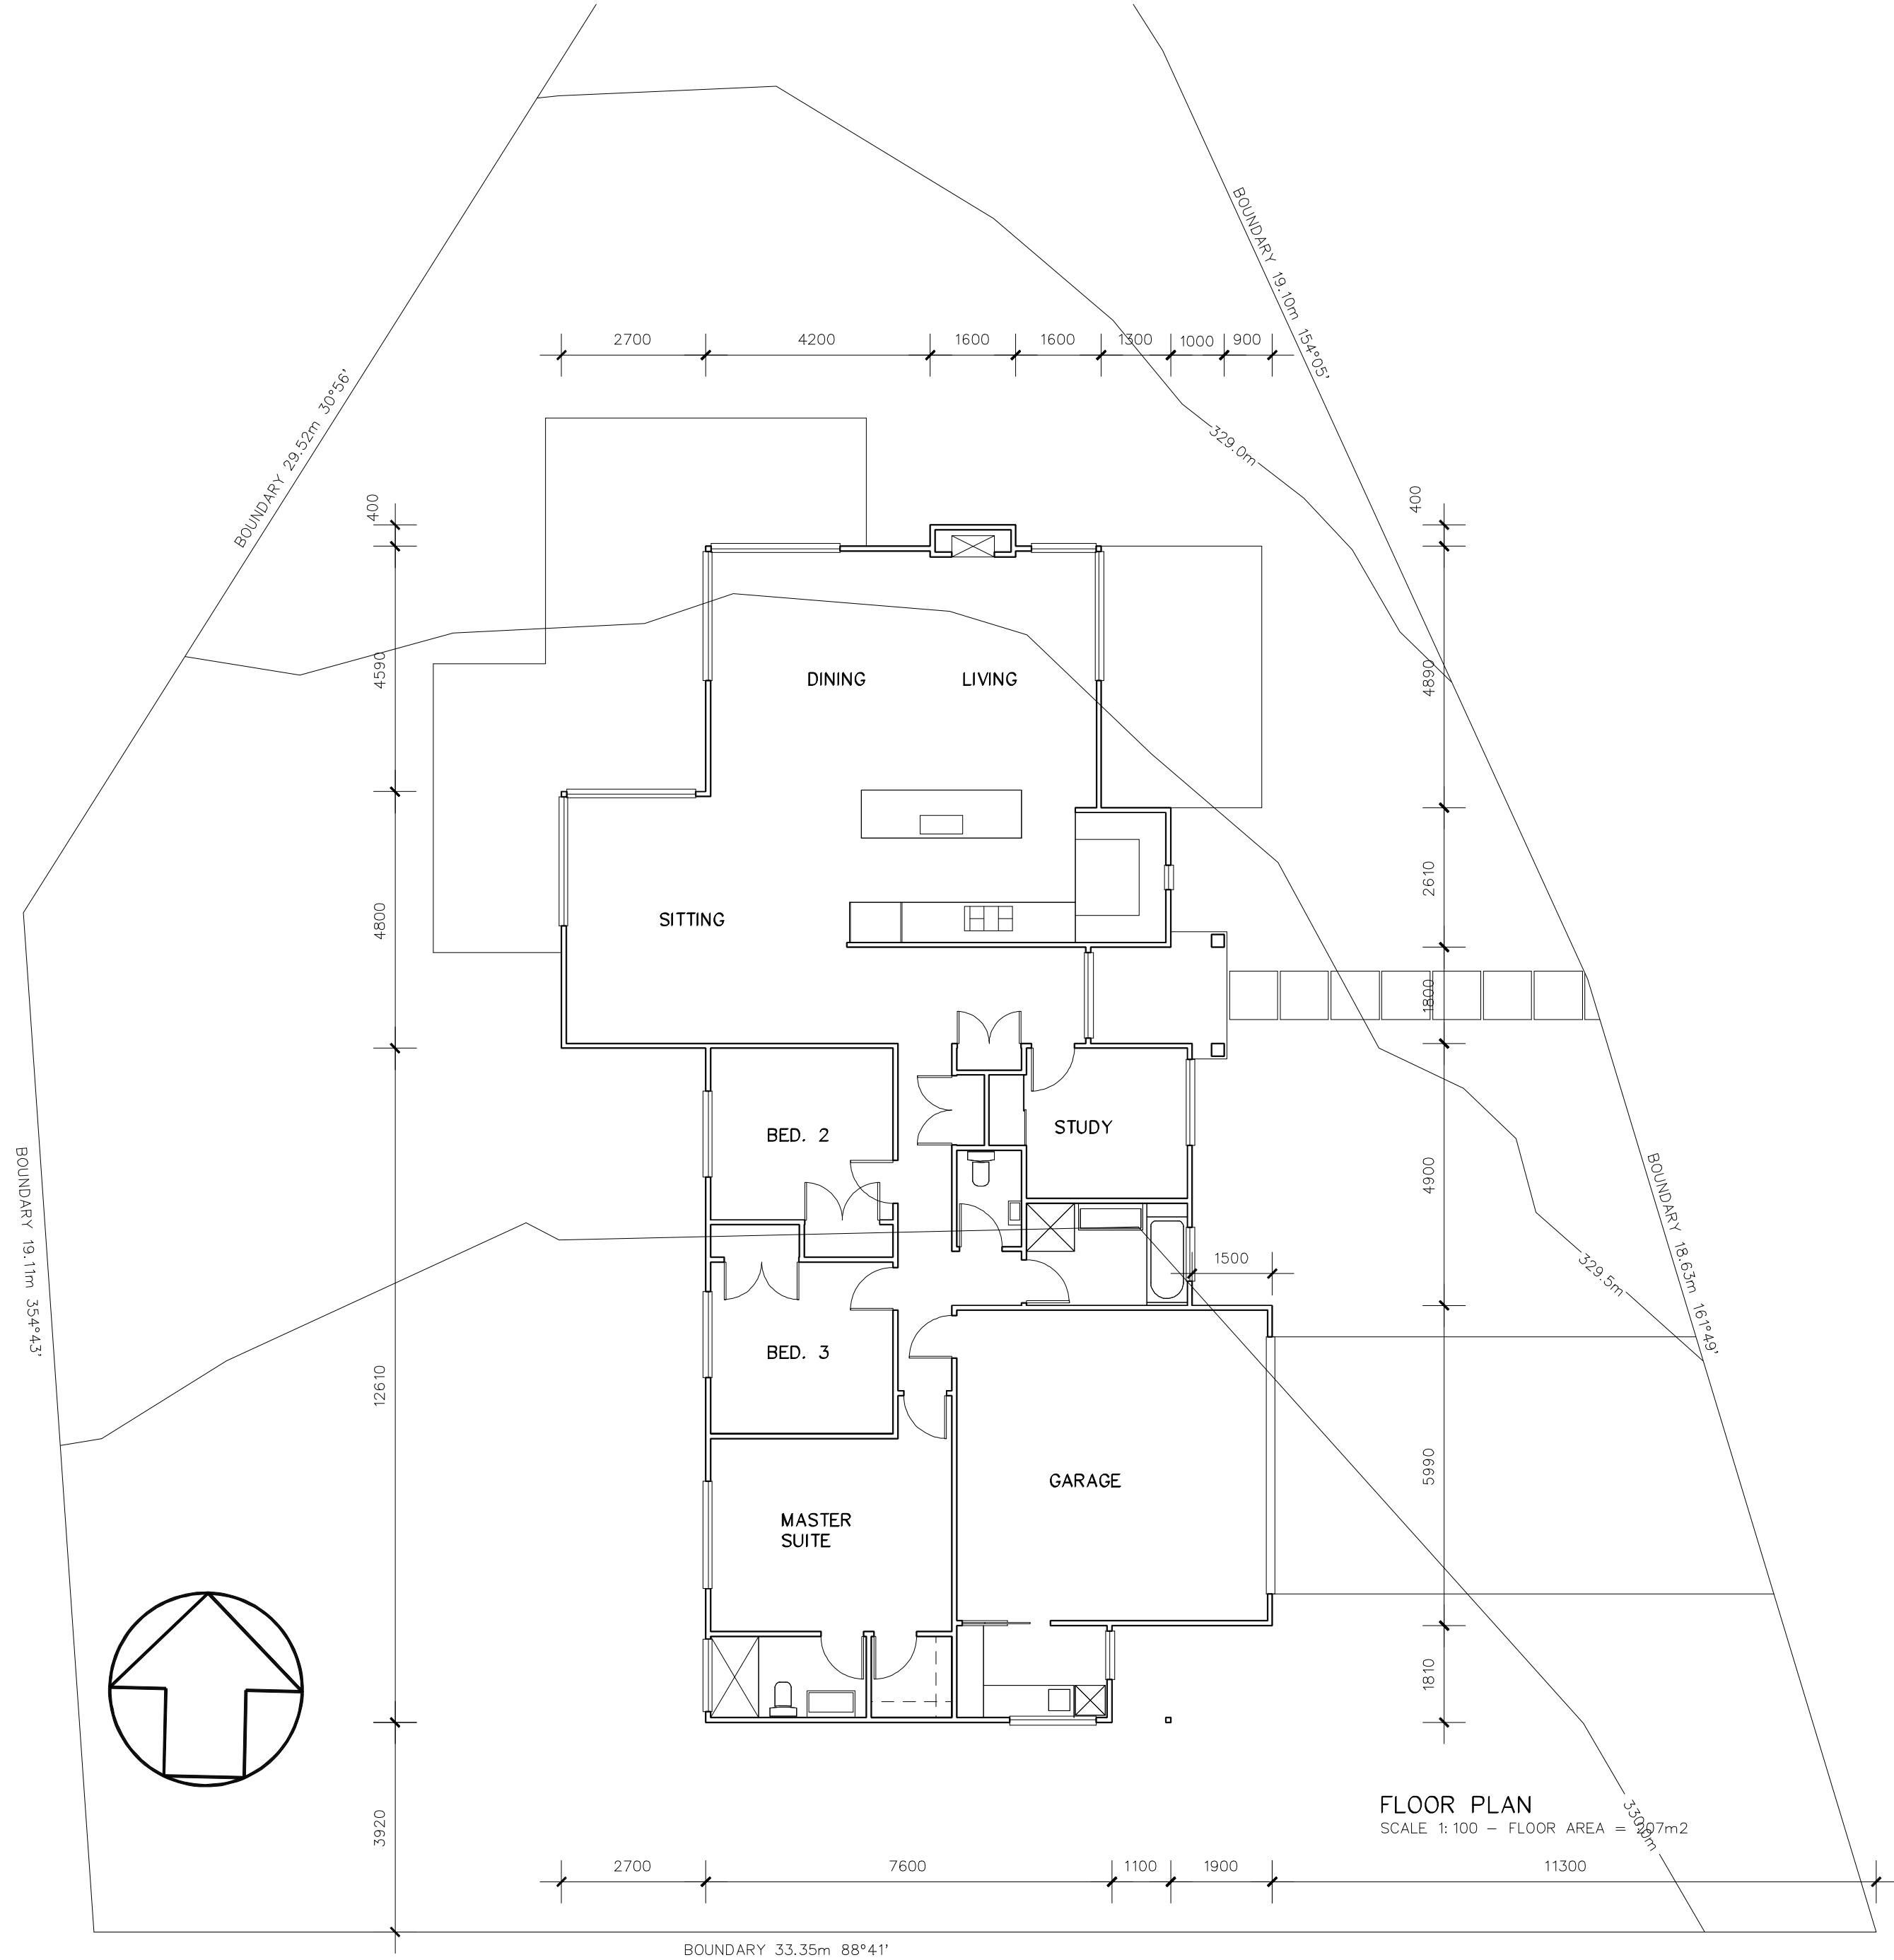 BOUNDARY 19.10m 154°05'
2700
4200
1600
1600
1300
1000
900
BOUNDARY 29.52m 30°56'
329.0m
400
400
4590
4890
DINING
LIVING
2610
4800
SITTING
1800
BED. 2
STUDY
4900
BOUNDARY 19.11m 354°43'
BOUNDARY 18.63m 161°49'
1500
329.5m
BED. 3
12610
GARAGE
5990
MASTER
SUITE
1810
3920
FLOOR PLAN
SCALE 1:100 - FLOOR AREA = 207m2
330.0m
2700
7600
1100
1900
11300
BOUNDARY 33.35m 88°41'